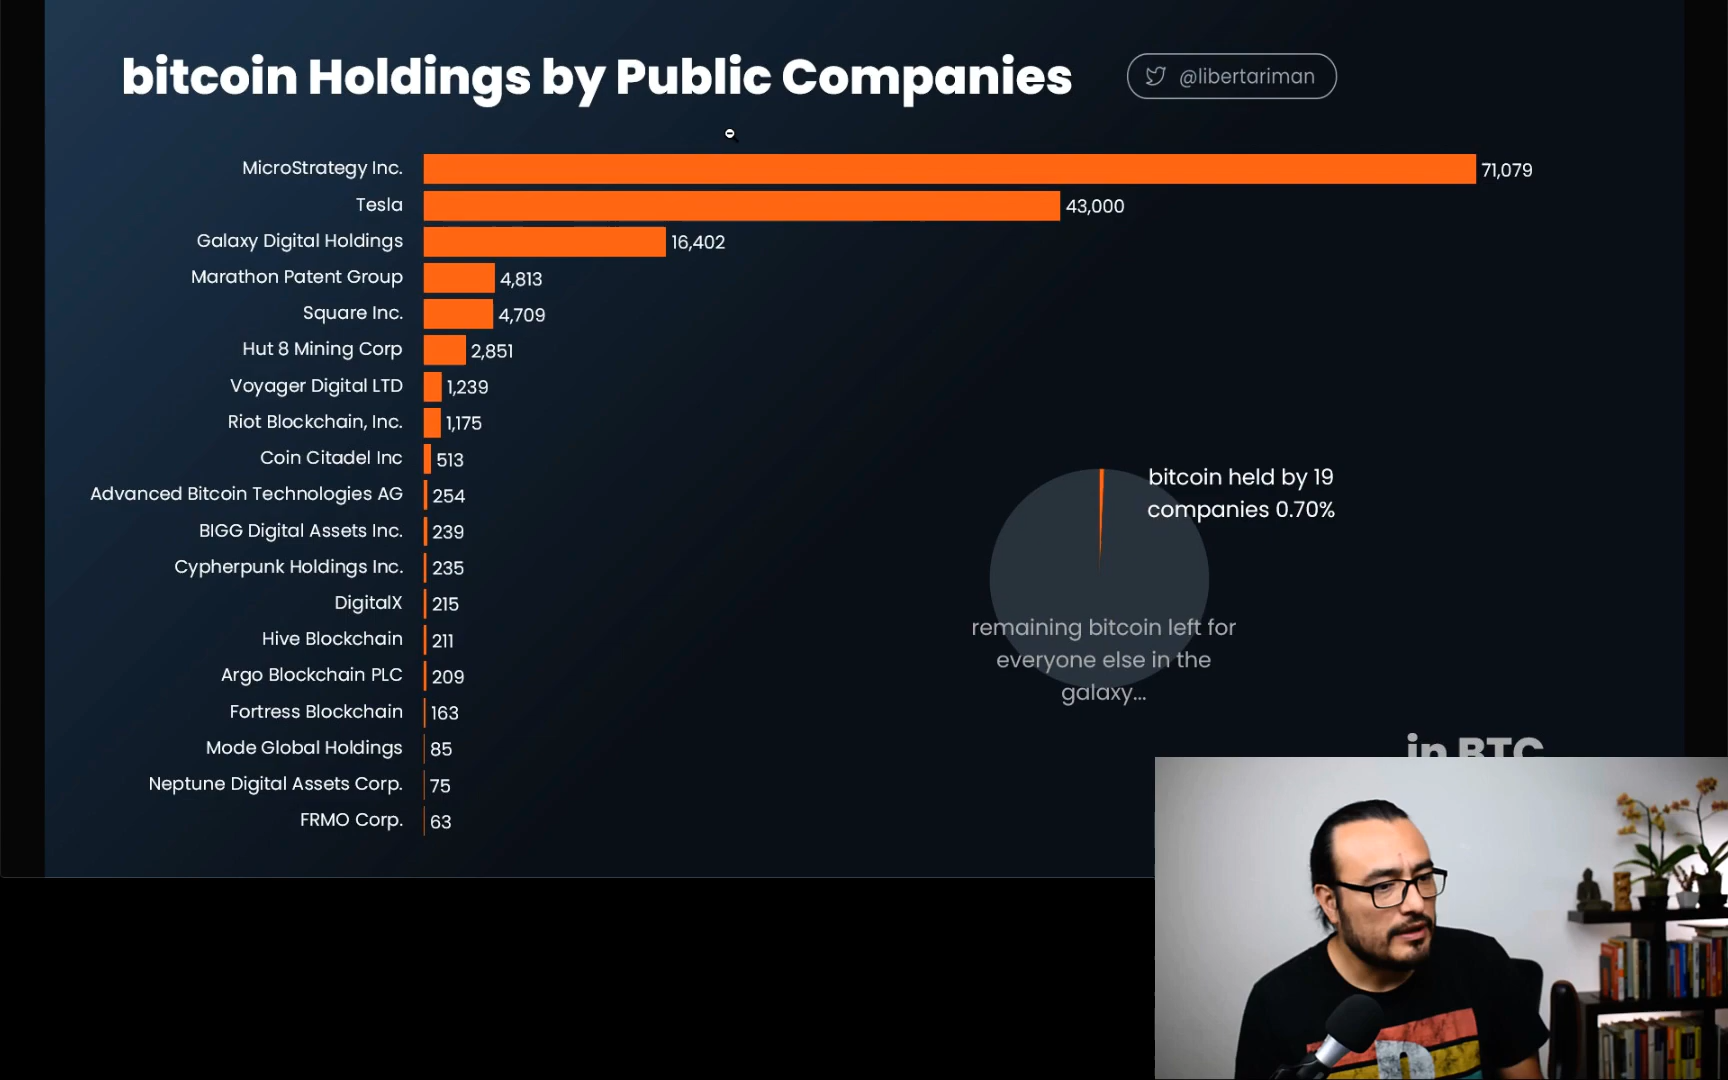 bitcoin Holdings by Public Companies
@libertariman
MicroStrategy Inc. 71,079
Tesla 43,000
Galaxy Digital Holdings 16,402
Marathon Patent Group 4,813
Square Inc. 4,709
Hut 8 Mining Corp 2,851
Voyager Digital LTD 1,239
Riot Blockchain, Inc. 1,175
Coin Citadel Inc 513
Advanced Bitcoin Technologies AG 254
BIGG Digital Assets Inc. 239
Cypherpunk Holdings Inc. 235
DigitalX 215
Hive Blockchain 211
Argo Blockchain PLC 209
Fortress Blockchain 163
Mode Global Holdings 85
Neptune Digital Assets Corp. 75
FRMO Corp. 63
bitcoin held by 19
companies 0.70%
remaining bitcoin left for
everyone else in the
galaxy...
in BTC